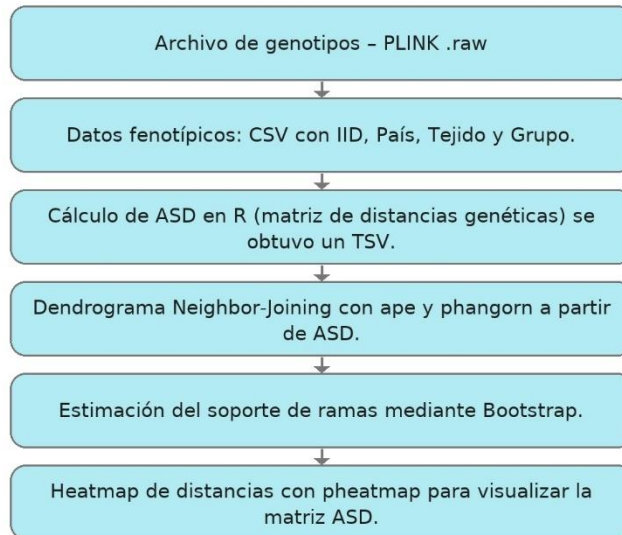 Archivo de genotipos – PLINK .raw
Datos fenotípicos: CSV con IID, País, Tejido y Grupo.
Cálculo de ASD en R (matriz de distancias genéticas) se
obtuvo un TSV.
Dendrograma Neighbor-Joining con ape y phangorn a partir
de ASD.
Estimación del soporte de ramas mediante Bootstrap.
Heatmap de distancias con pheatmap para visualizar la
matriz ASD.